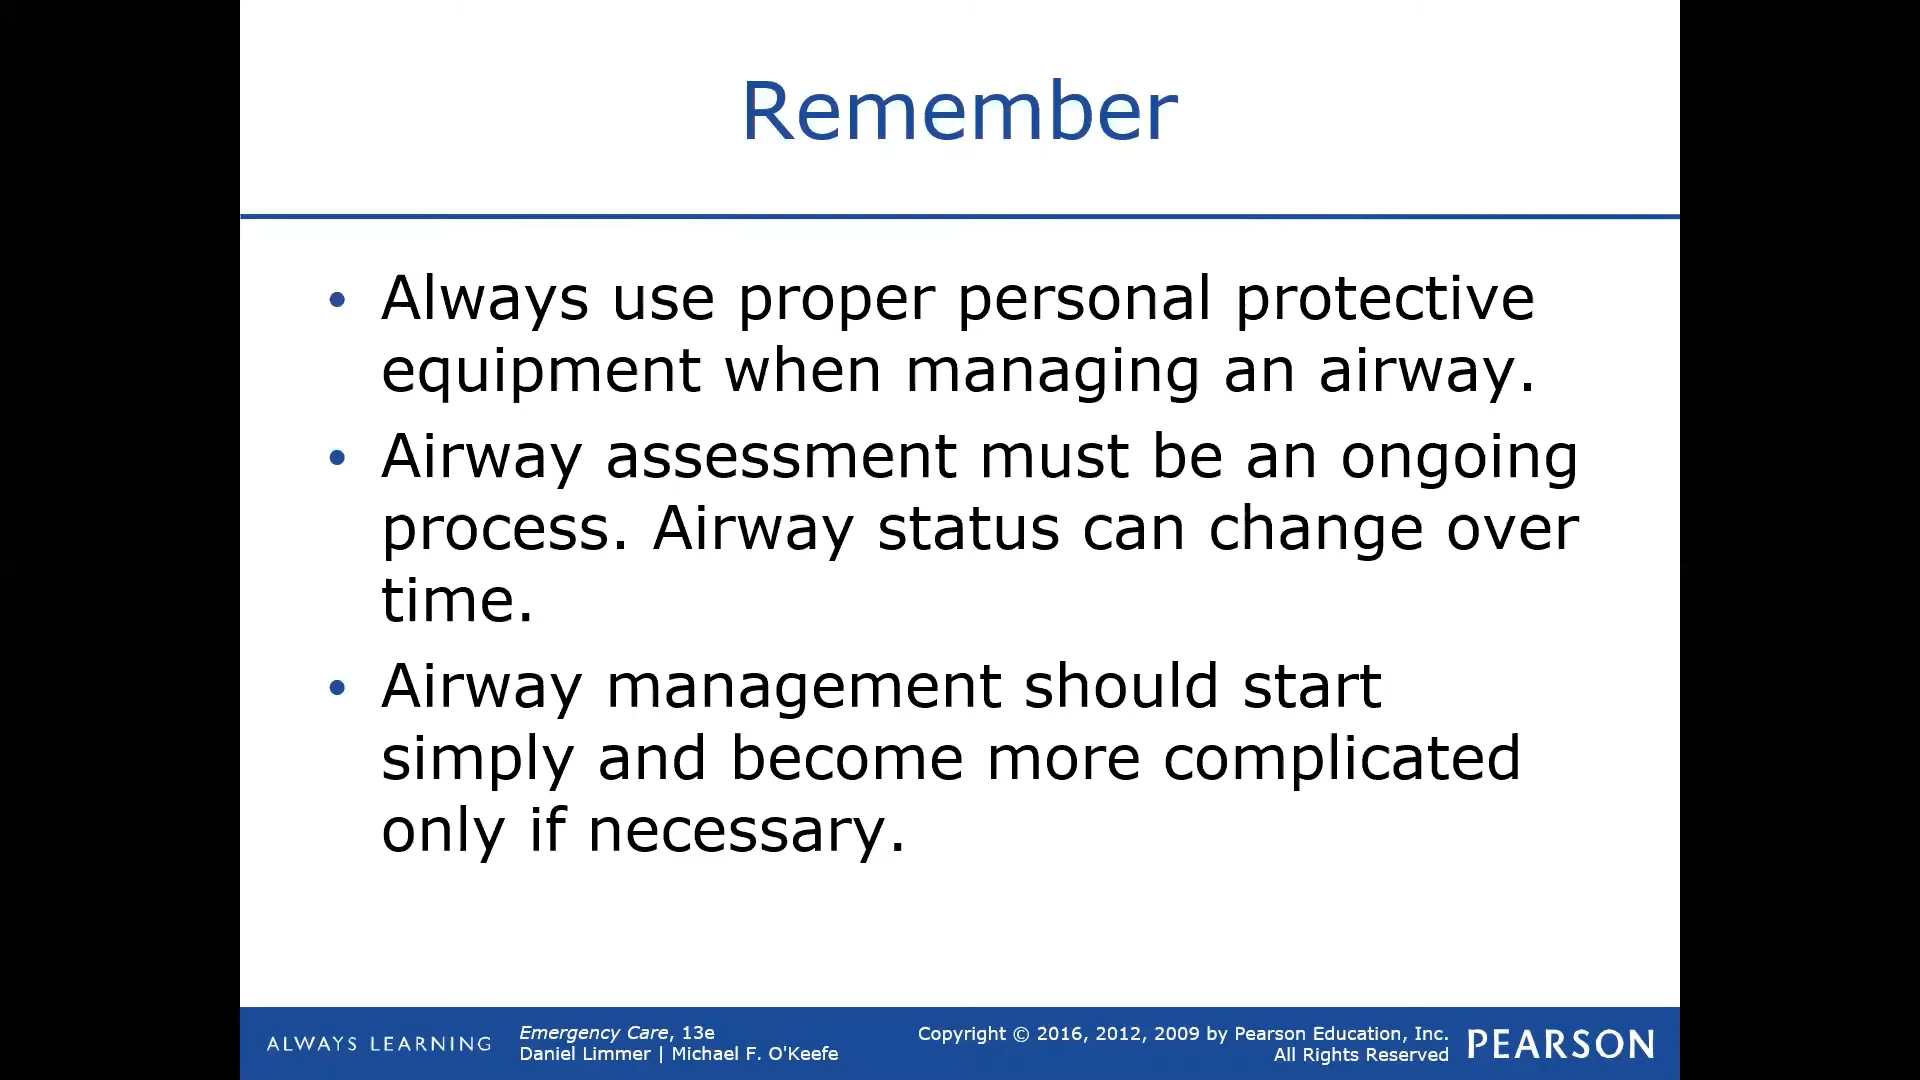 Remember
• Always use proper personal protective
equipment when managing an airway.
• Airway assessment must be an ongoing
process. Airway status can change over
time.
• Airway management should start
simply and become more complicated
only if necessary.
ALWAYS LEARNING
Emergency Care, 13e
Daniel Limmer | Michael F. O'Keefe
Copyright © 2016, 2012, 2009 by Pearson Education, Inc.
All Rights Reserved
PEARSON